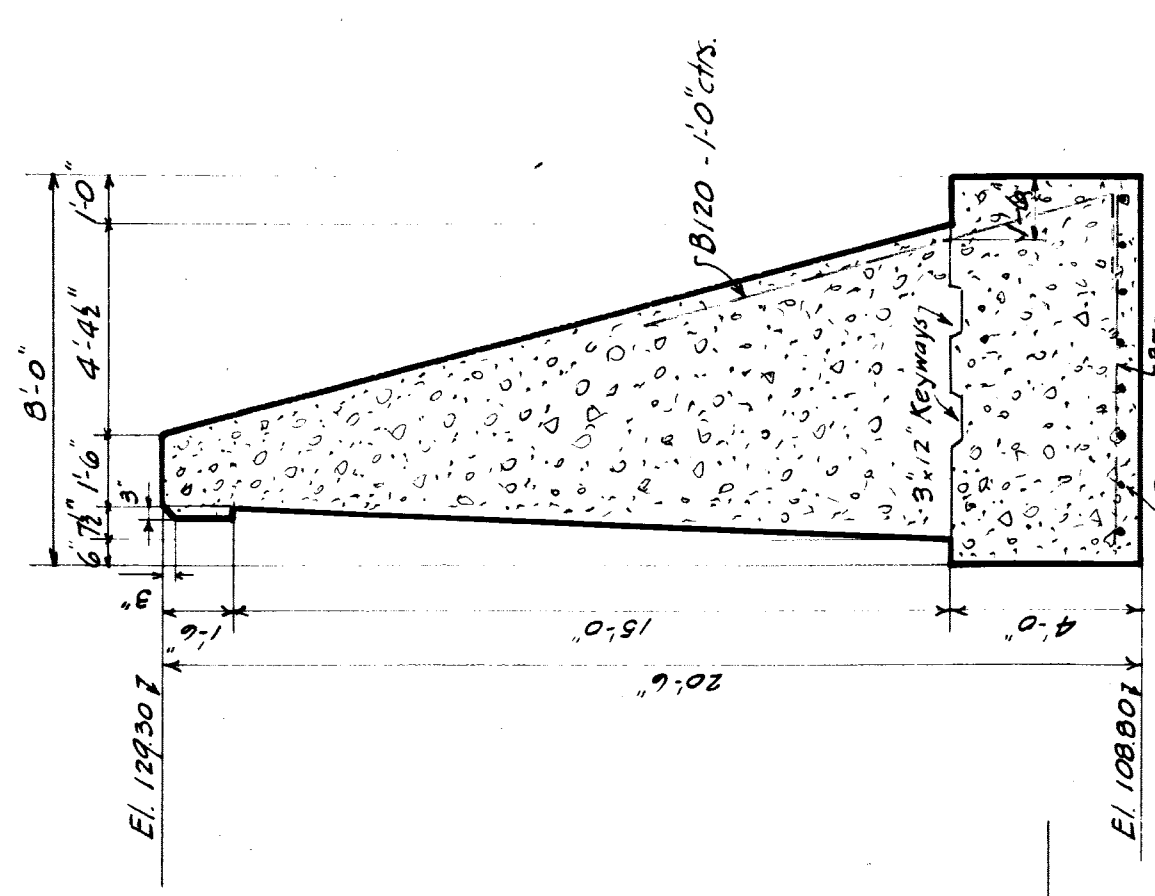 8'-0"
6" 7½" 1'-6" 4'-4½" 1'-0"
3"
3"
1'-6"
15'-0"
4'-0"
20'-6"
El. 129.30
El. 108.80
B120 - 1'-0" ctrs.
3"x12" Keyways